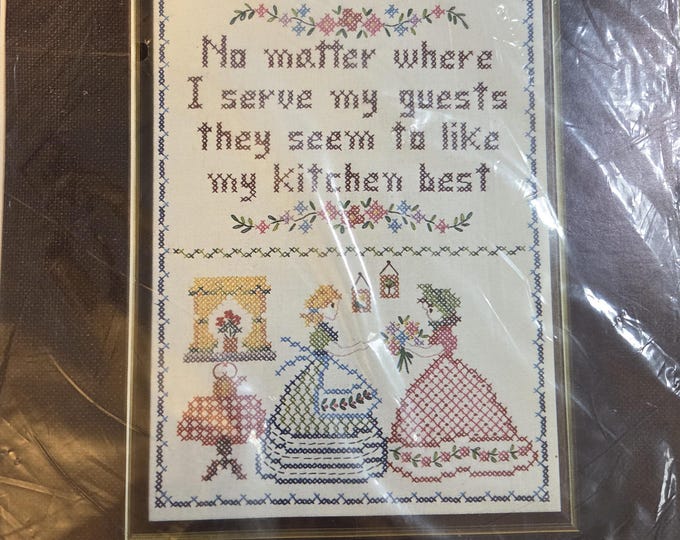 No matter where
I serve my guests
they seem to like
my kitchen best